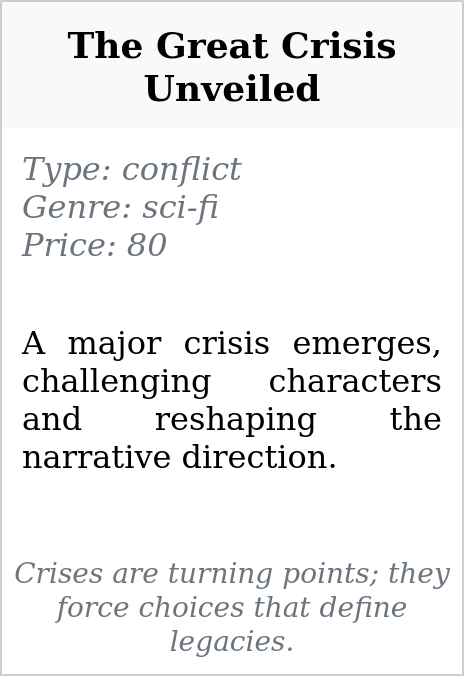 The Great Crisis
Unveiled
Type: conflict
Genre: sci-fi
Price: 80
A major crisis emerges,
challenging characters
and reshaping the
narrative direction.
Crises are turning points; they
force choices that define
legacies.